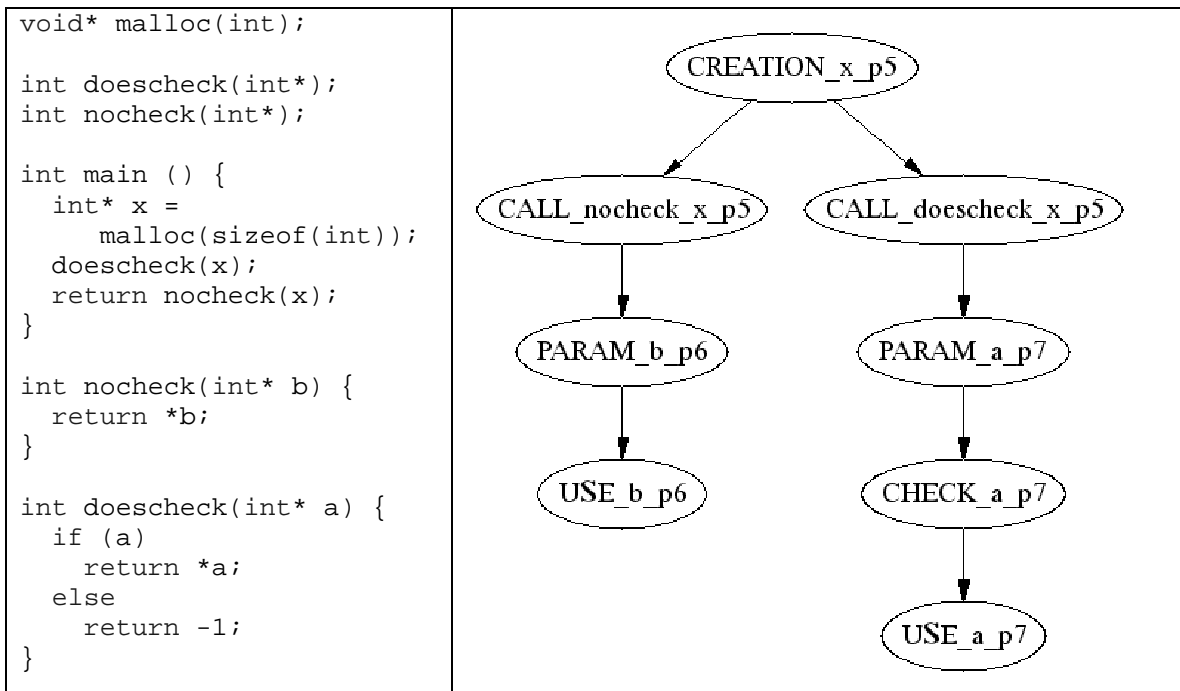 void* malloc(int);
int doescheck(int*);
int nocheck(int*);
int main () {
int* x =
malloc(sizeof(int));
doescheck(x);
return nocheck(x);
}
int nocheck(int* b) {
return *b;
}
int doescheck(int* a) {
if (a)
return *a;
else
return -1;
}
CREATION_x_p5
CALL_nocheck_x_p5
CALL_doescheck_x_p5
PARAM_b_p6
PARAM_a_p7
USE_b_p6
CHECK_a_p7
USE_a_p7